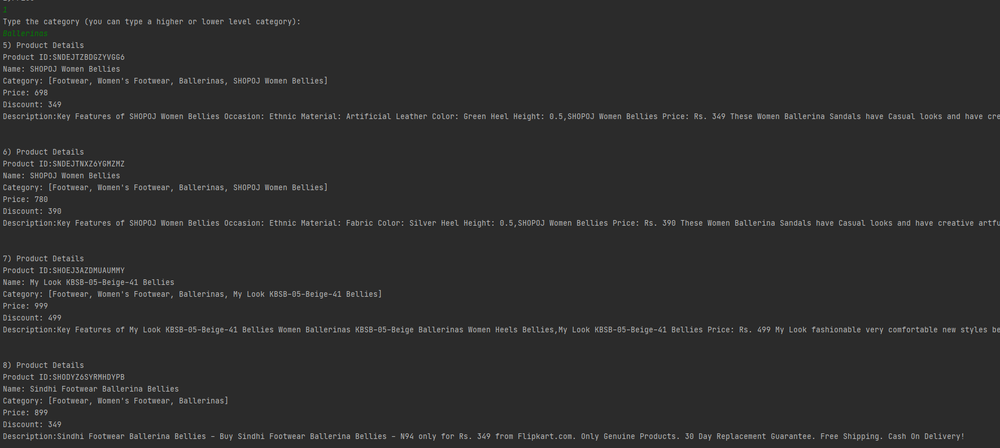 1
Type the category (you can type a higher or lower level category):
Ballerinas
5) Product Details
Product ID:SNDEJTZBDGZYVGG6
Name: SHOPOJ Women Bellies
Category: [Footwear, Women's Footwear, Ballerinas, SHOPOJ Women Bellies]
Price: 698
Discount: 349
Description:Key Features of SHOPOJ Women Bellies Occasion: Ethnic Material: Artificial Leather Color: Green Heel Height: 0.5,SHOPOJ Women Bellies Price: Rs. 349 These Women Ballerina Sandals have Casual looks and have cre
6) Product Details
Product ID:SNDEJTNXZ6YGMZMZ
Name: SHOPOJ Women Bellies
Category: [Footwear, Women's Footwear, Ballerinas, SHOPOJ Women Bellies]
Price: 780
Discount: 390
Description:Key Features of SHOPOJ Women Bellies Occasion: Ethnic Material: Fabric Color: Silver Heel Height: 0.5,SHOPOJ Women Bellies Price: Rs. 390 These Women Ballerina Sandals have Casual looks and have creative artfu
7) Product Details
Product ID:SHOEJ3AZDMUAUMMY
Name: My Look KBSB-05-Beige-41 Bellies
Category: [Footwear, Women's Footwear, Ballerinas, My Look KBSB-05-Beige-41 Bellies]
Price: 999
Discount: 499
Description:Key Features of My Look KBSB-05-Beige-41 Bellies Women Ballerinas KBSB-05-Beige Ballerinas Women Heels Bellies,My Look KBSB-05-Beige-41 Bellies Price: Rs. 499 My Look fashionable very comfortable new styles be
8) Product Details
Product ID:SHODYZ6SYRMHDYPB
Name: Sindhi Footwear Ballerina Bellies
Category: [Footwear, Women's Footwear, Ballerinas]
Price: 899
Discount: 349
Description:Sindhi Footwear Ballerina Bellies - Buy Sindhi Footwear Ballerina Bellies - N94 only for Rs. 349 from Flipkart.com. Only Genuine Products. 30 Day Replacement Guarantee. Free Shipping. Cash On Delivery!